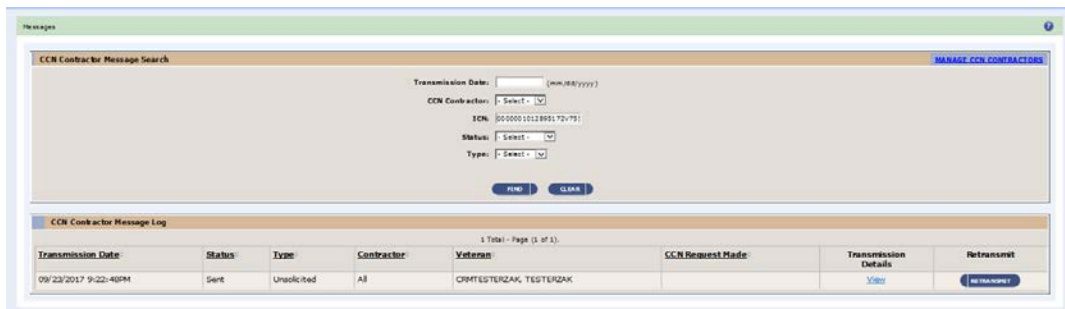 Messages
CCN Contractor Message Search
MANAGE CCN CONTRACTORS
Transmission Date: (mm/dd/yyyy)
CCN Contractor: - Select -
ICN:
Status: - Select -
Type: - Select -
FIND CLEAR
CCN Contractor Message Log
1 Total - Page (1 of 1).
Transmission Date Status Type Contractor Veteran CCN Request Made Transmission Details Retransmit
09/23/2017 9:22:40PM Sent Unsolicited All CRMTESTERZAK, TESTERZAK View RETRANSMIT